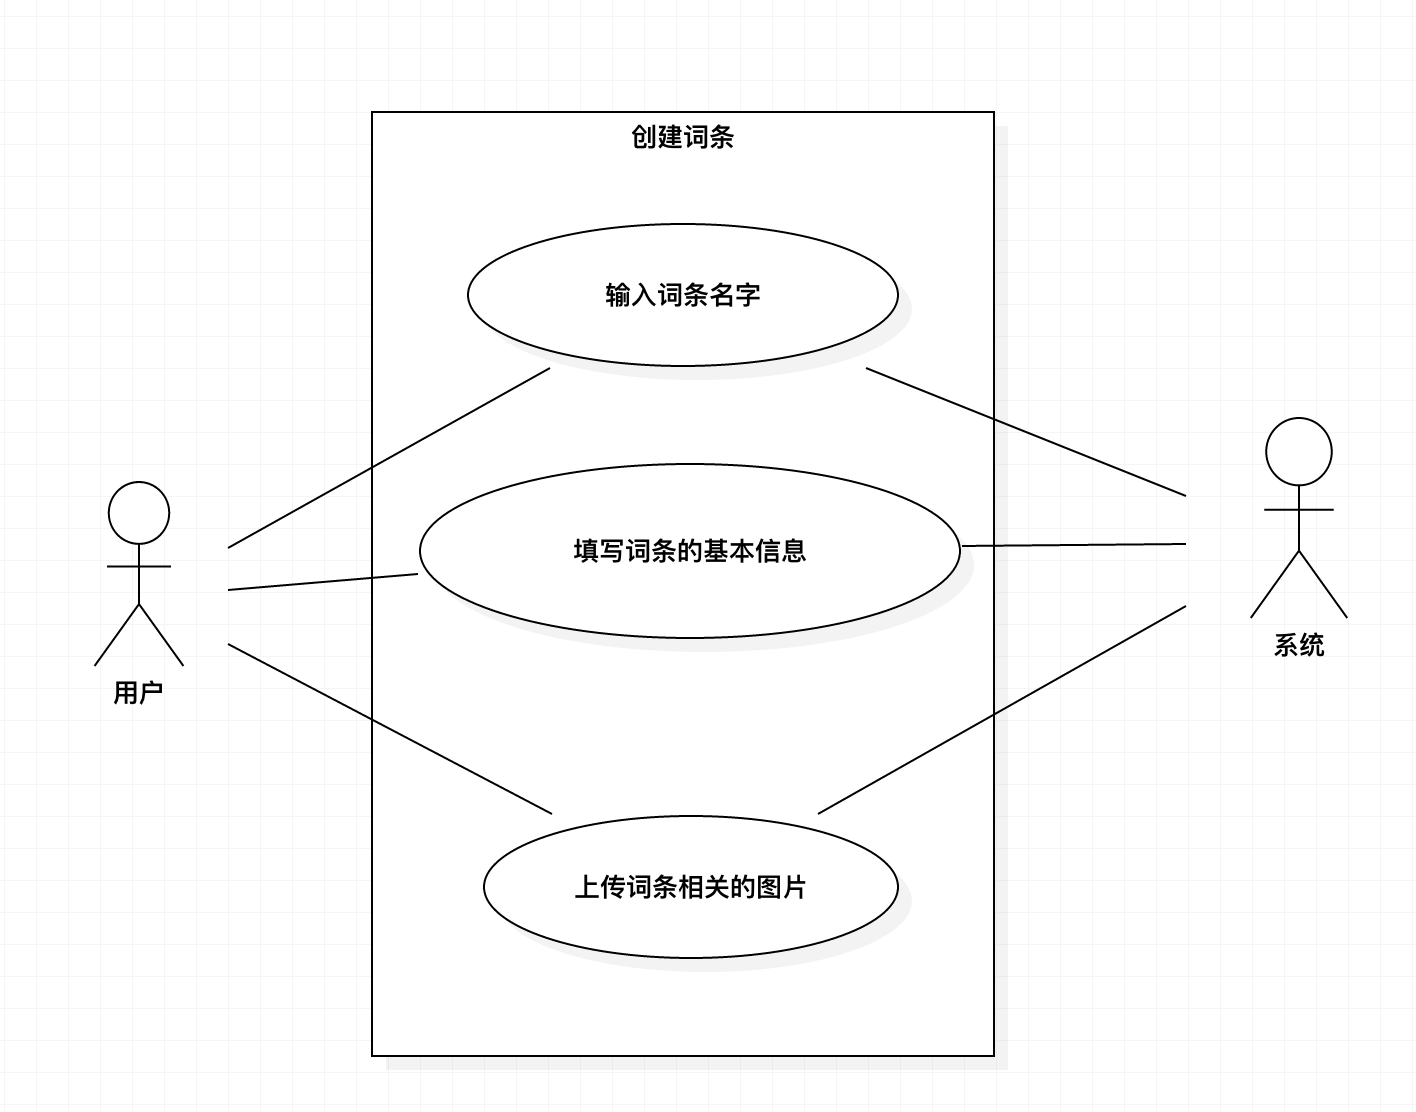 创建词条
输入词条名字
填写词条的基本信息
用户
系统
上传词条相关的图片